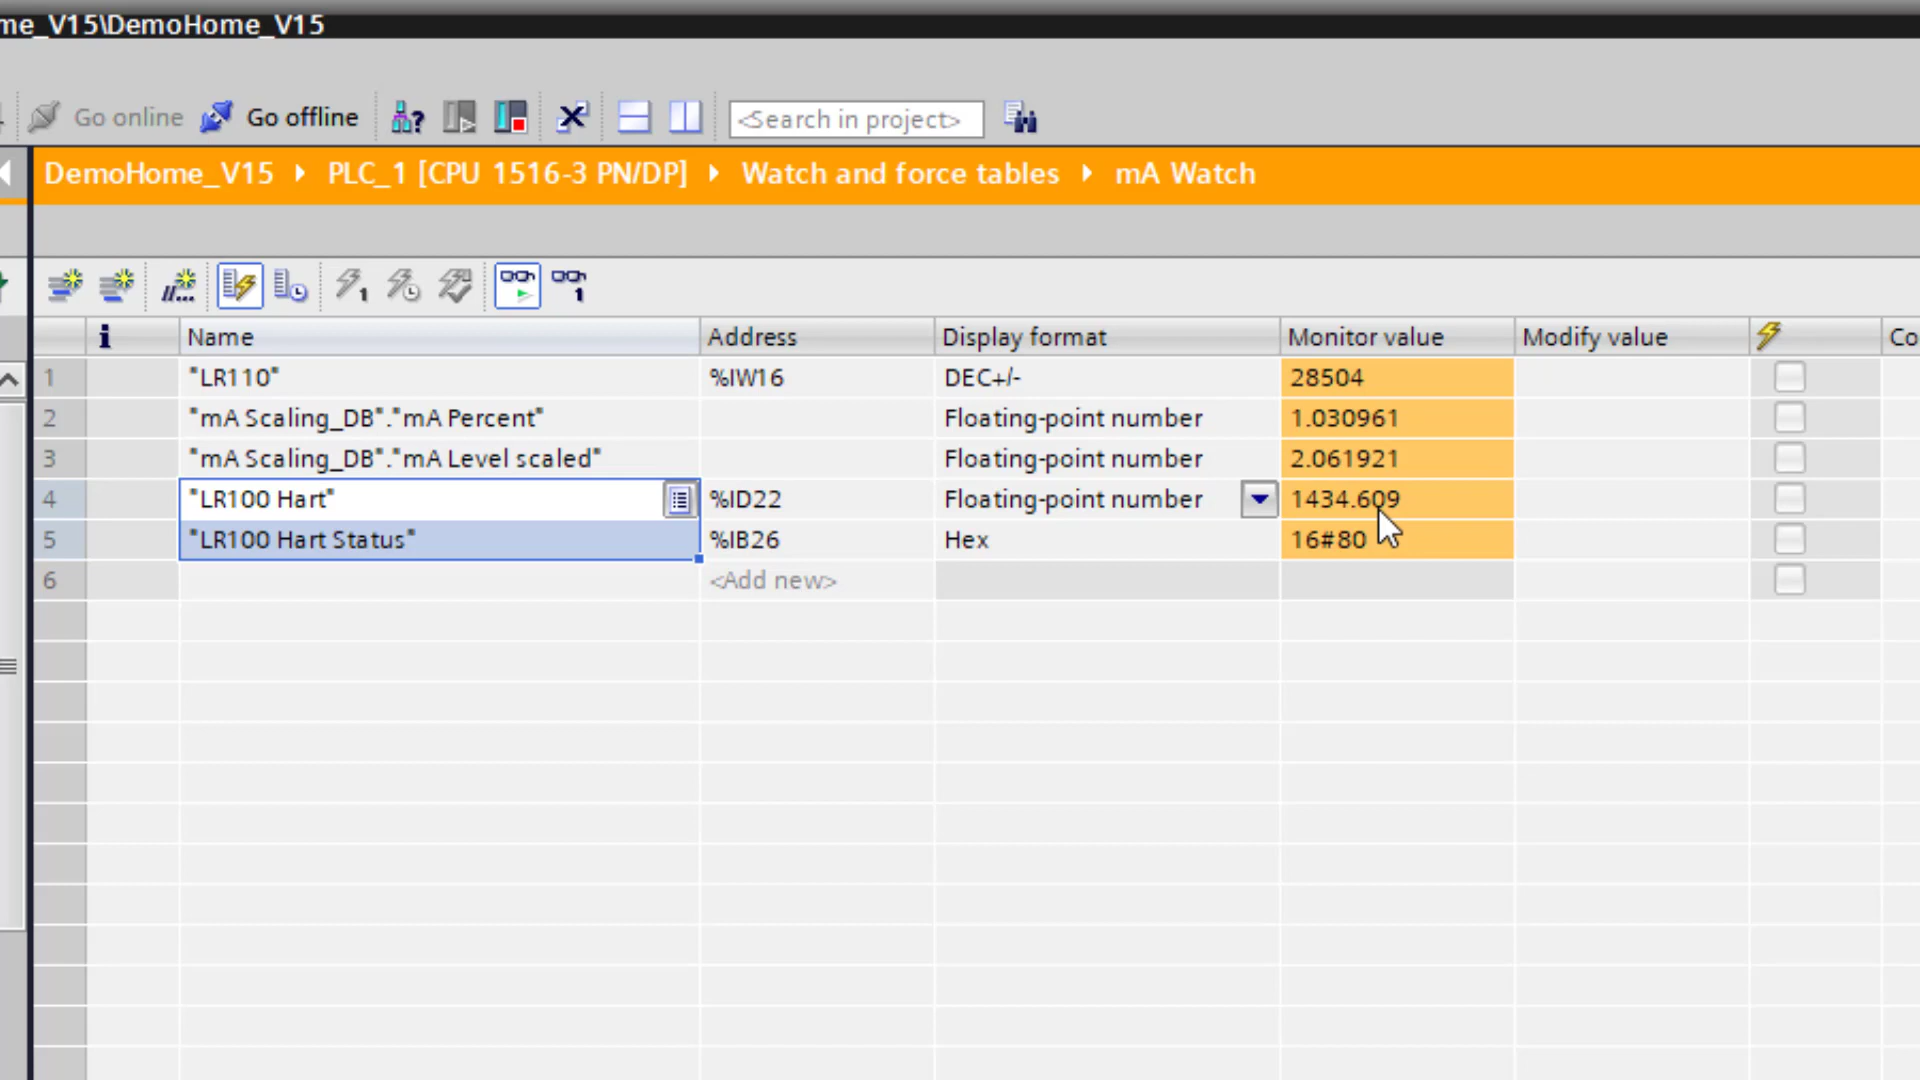 me_V15\DemoHome_V15
Go online Go offline <Search in project>
DemoHome_V15 PLC_1 [CPU 1516-3 PN/DP] Watch and force tables mA Watch
i Name Address Display format Monitor value Modify value Co
1 "LR110" %IW16 DEC+/- 28504
2 "mA Scaling_DB"."mA Percent" Floating-point number 1.030961
3 "mA Scaling_DB"."mA Level scaled" Floating-point number 2.061921
4 "LR100 Hart" %ID22 Floating-point number 1434.609
5 "LR100 Hart Status" %IB26 Hex 16#80
6 <Add new>